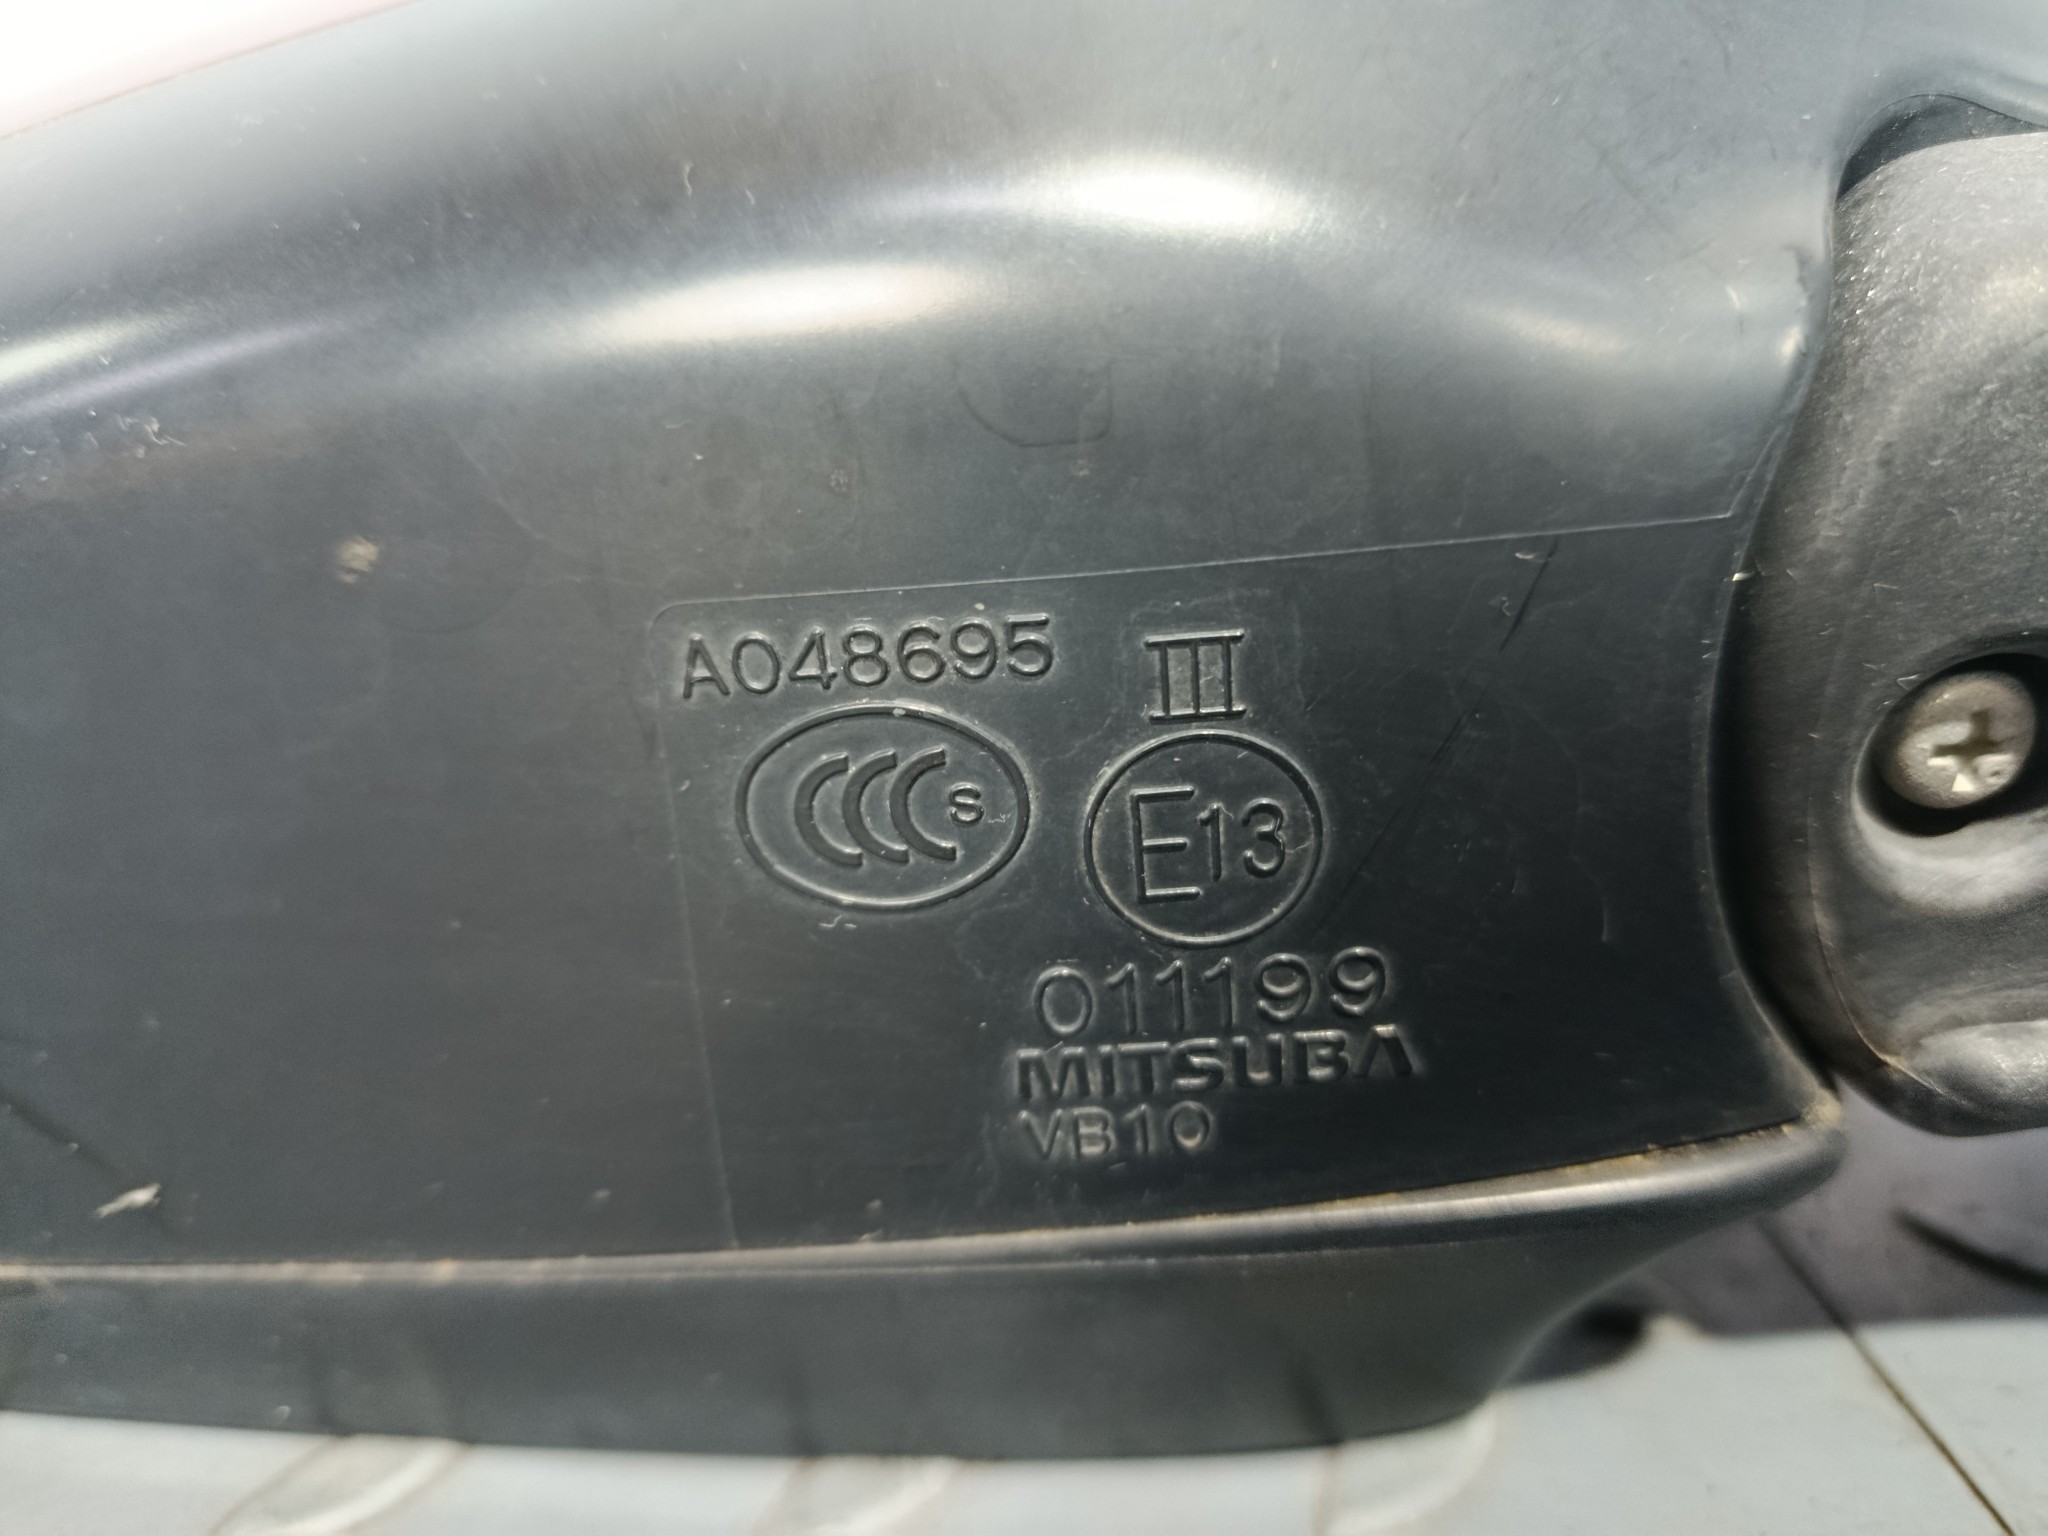 A048695
III
CCC S
E13
011199
MITSUBA
VB10